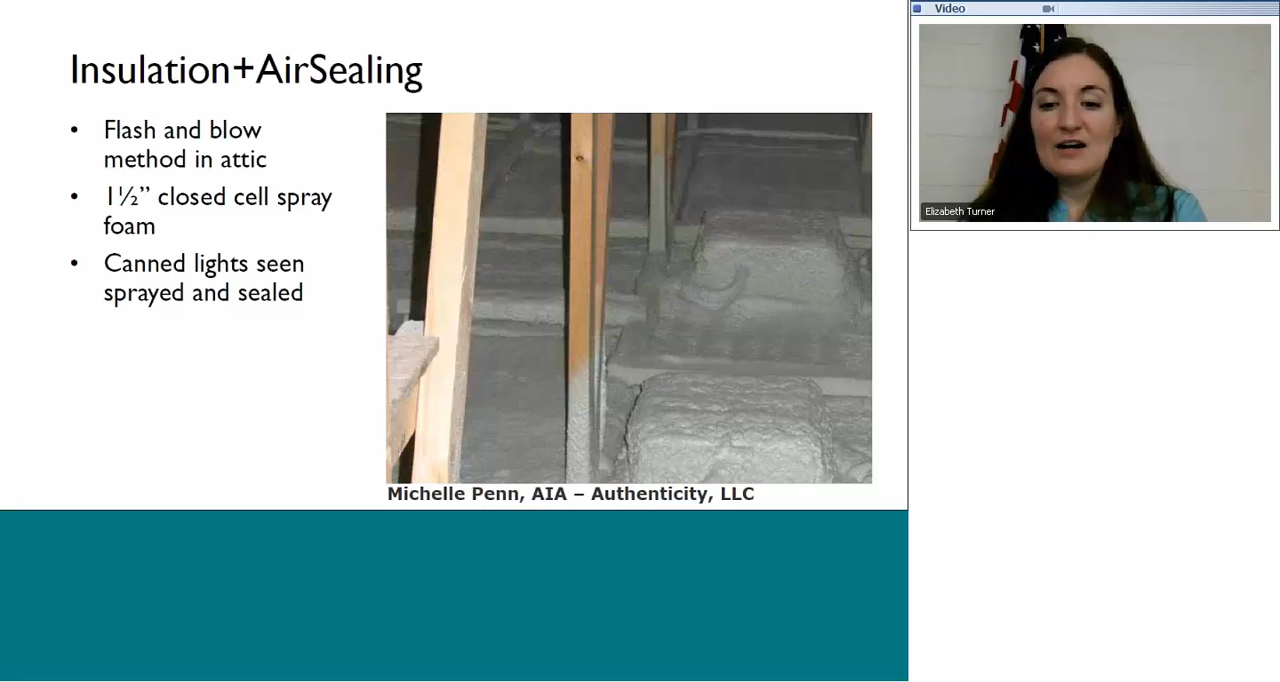 Insulation+AirSealing
• Flash and blow
method in attic
• 1½” closed cell spray
foam
• Canned lights seen
sprayed and sealed
Michelle Penn, AIA – Authenticity, LLC
Video
Elizabeth Turner